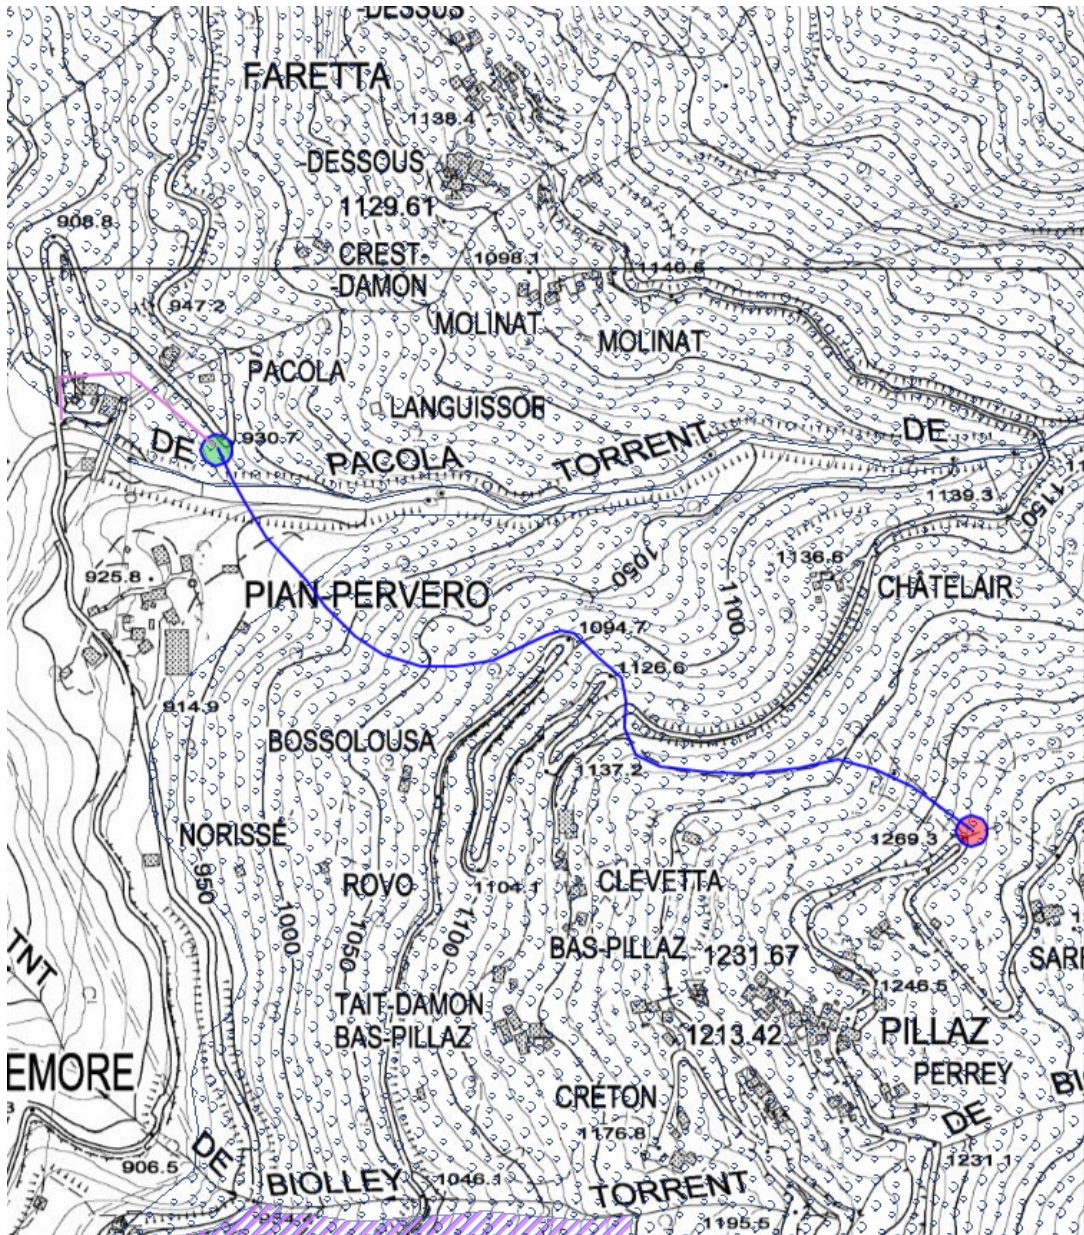 -DESSUS
FARETTA
1138.4
-DESSOUS
1129.61
908.8
CREST-
-DAMON
1098.1
1140.6
947.2
MOLINAT
MOLINAT
PACOLA
LANGUISSOR
DE PACOLA TORRENT DE
930.7
1139.3
1150
1136.6
1050
925.8
PIAN-PERVERO
CHÂTELAIR
1100
1094.7
1126.6
914.9
BOSSOLOUSA
1137.2
NORISSÉ
1269.3
950
ROVO
1104.1
CLEVETTA
1000
1050
1100
BAS-PILLAZ
1231.67
TNT
1246.5
TAIT-DAMON
BAS-PILLAZ
1213.42
PILLAZ
EMORE
PERREY
CRÉTON
1176.8
906.5
1231.1
DE BIOLLEY TORRENT DE
1046.1
1195.5